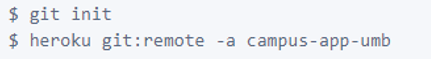 $ git init
$ heroku git:remote -a campus-app-umb